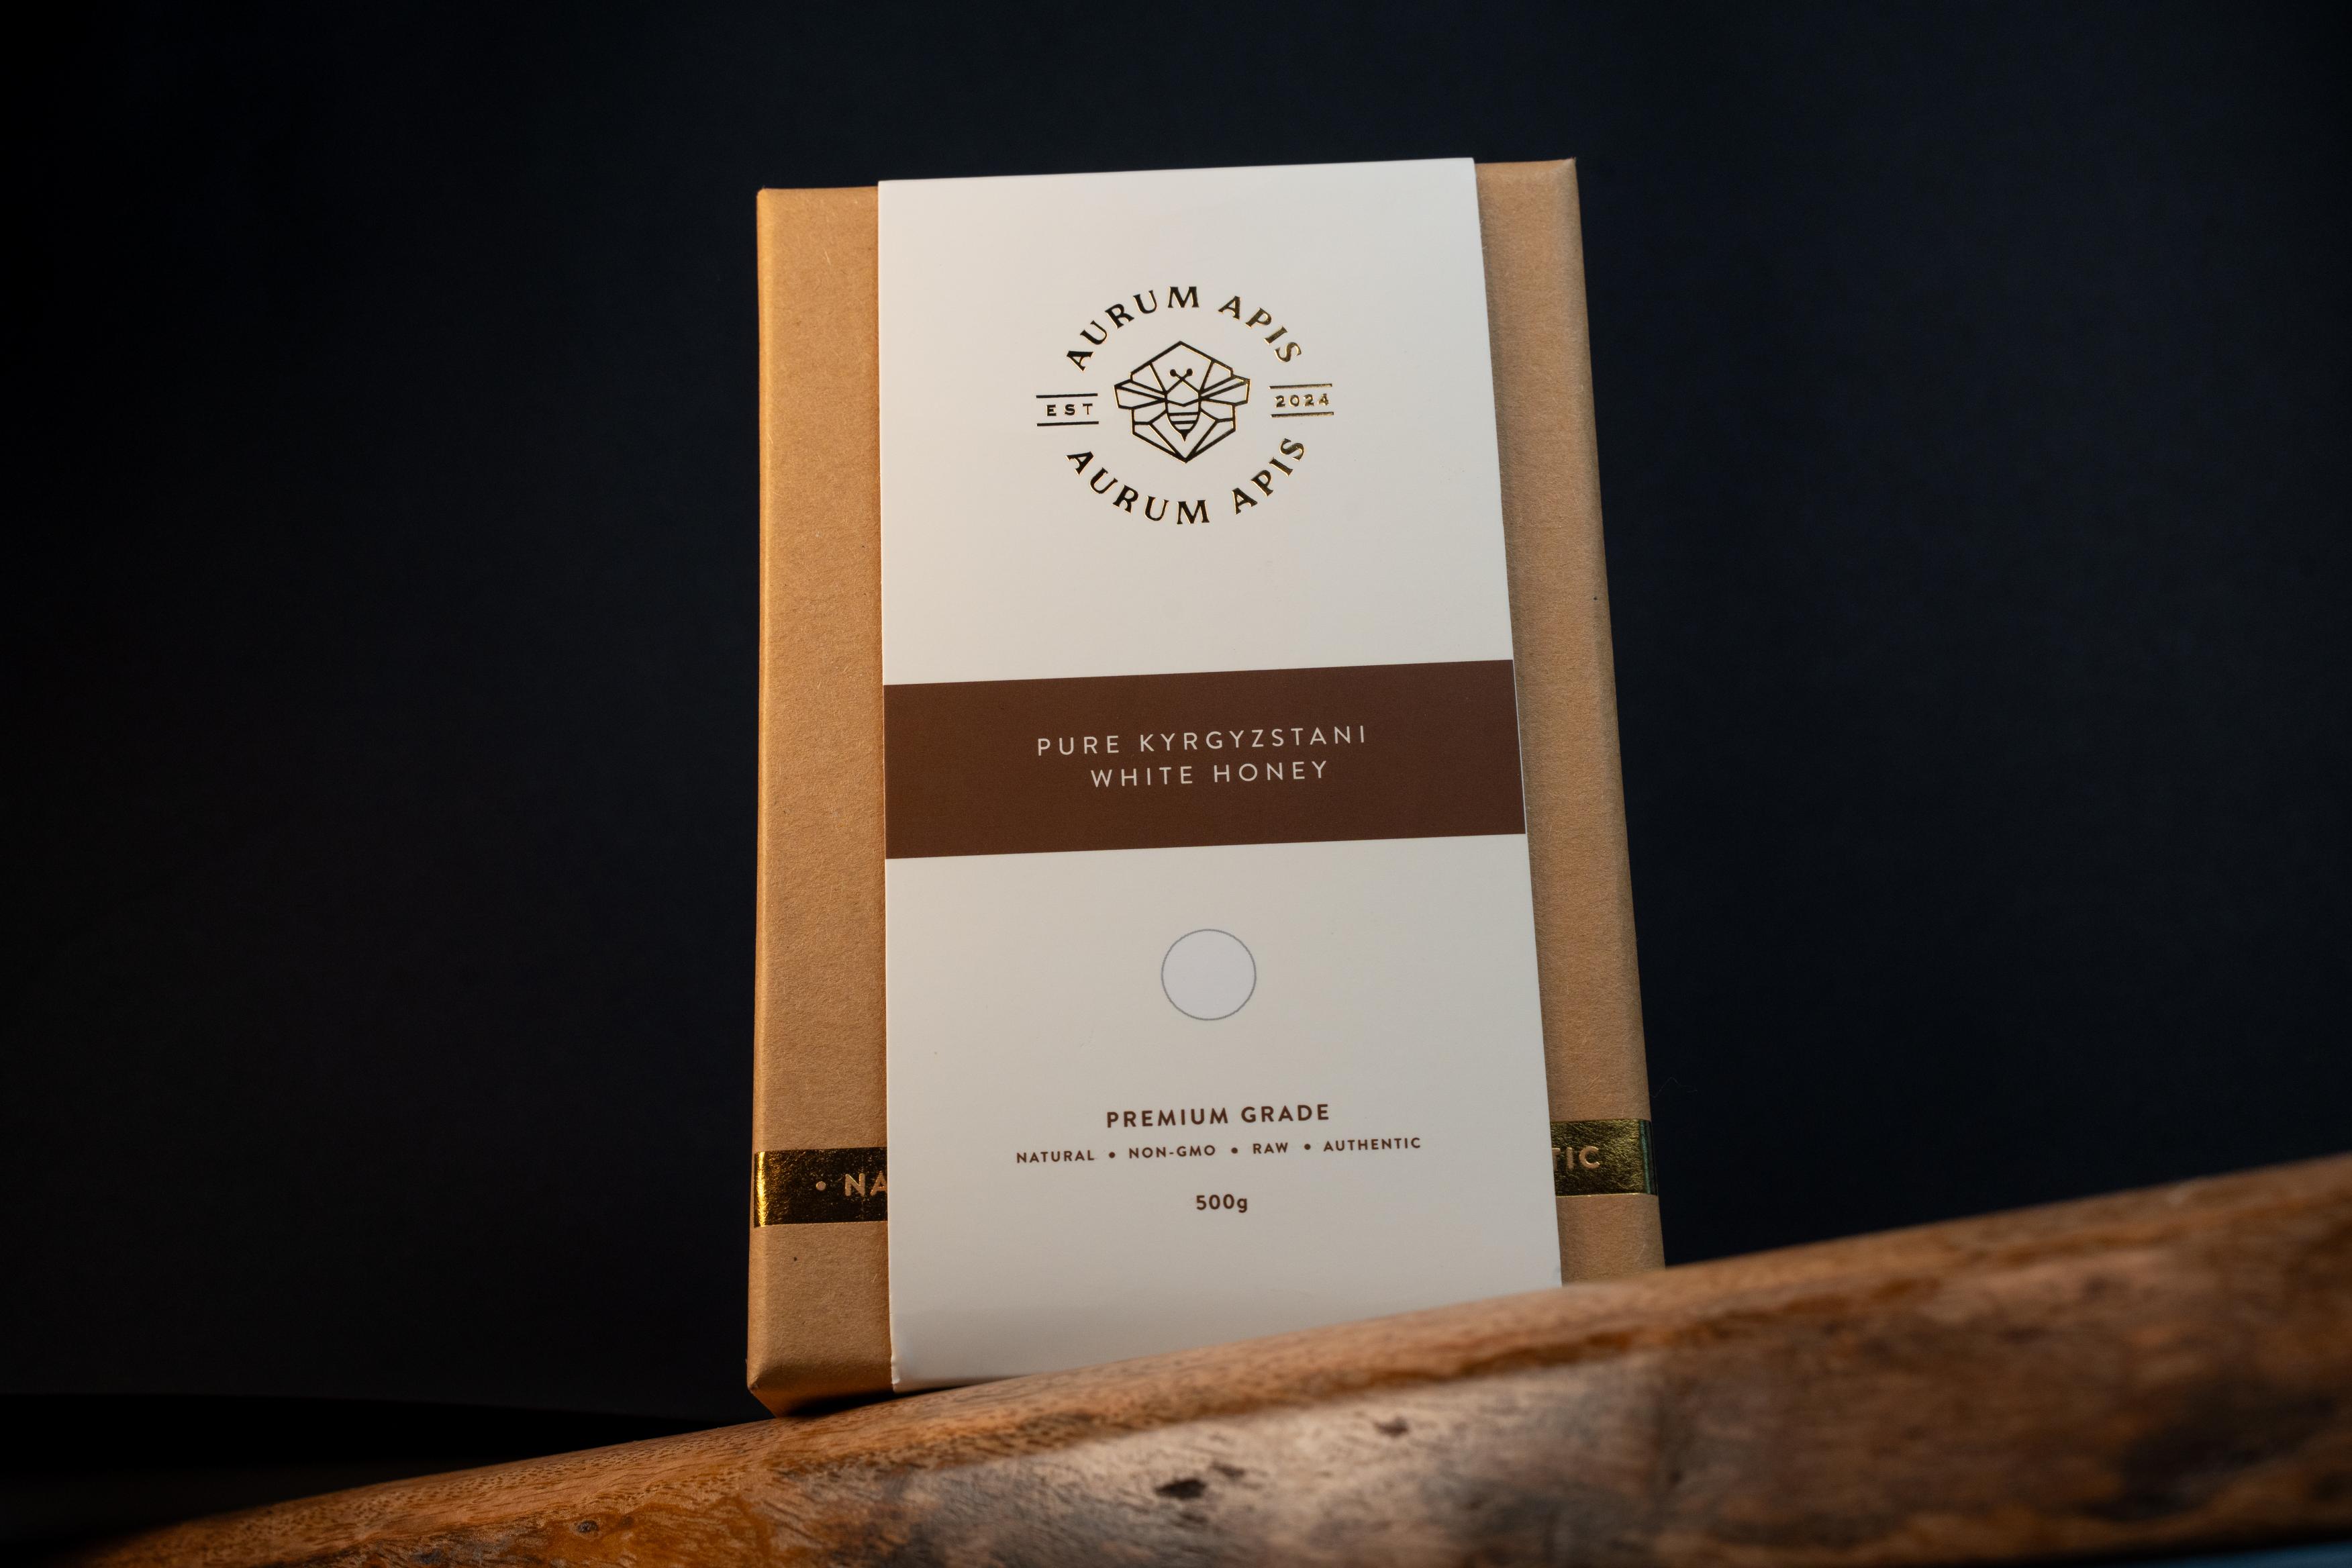 AURUM APIS
EST 2024
AURUM APIS
PURE KYRGYZSTANI
WHITE HONEY
PREMIUM GRADE
NATURAL • NON-GMO • RAW • AUTHENTIC
• NA TIC
500g